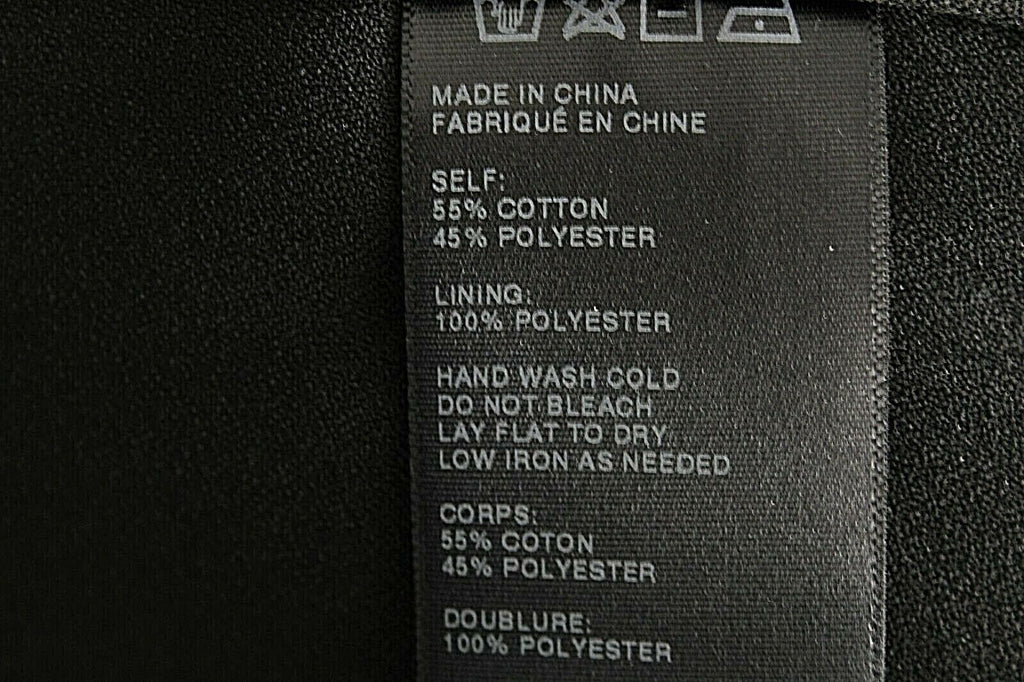 MADE IN CHINA
FABRIQUÉ EN CHINE
SELF:
55% COTTON
45% POLYESTER
LINING:
100% POLYESTER
HAND WASH COLD
DO NOT BLEACH
LAY FLAT TO DRY
LOW IRON AS NEEDED
CORPS:
55% COTON
45% POLYESTER
DOUBLURE:
100% POLYESTER